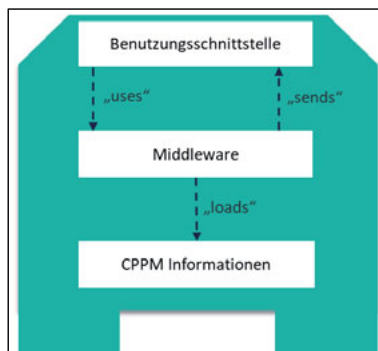 Benutzungsschnittstelle
„uses“
„sends“
Middleware
„loads“
CPPM Informationen